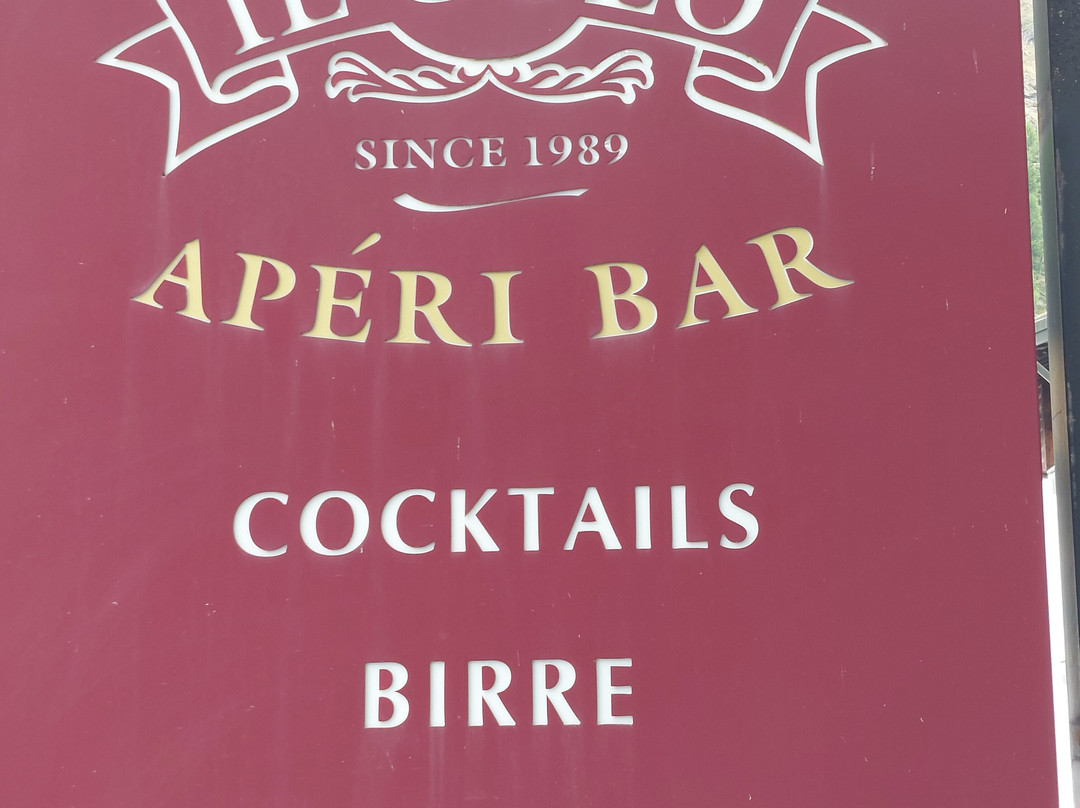 SINCE 1989
APÉRI BAR
COCKTAILS
BIRRE